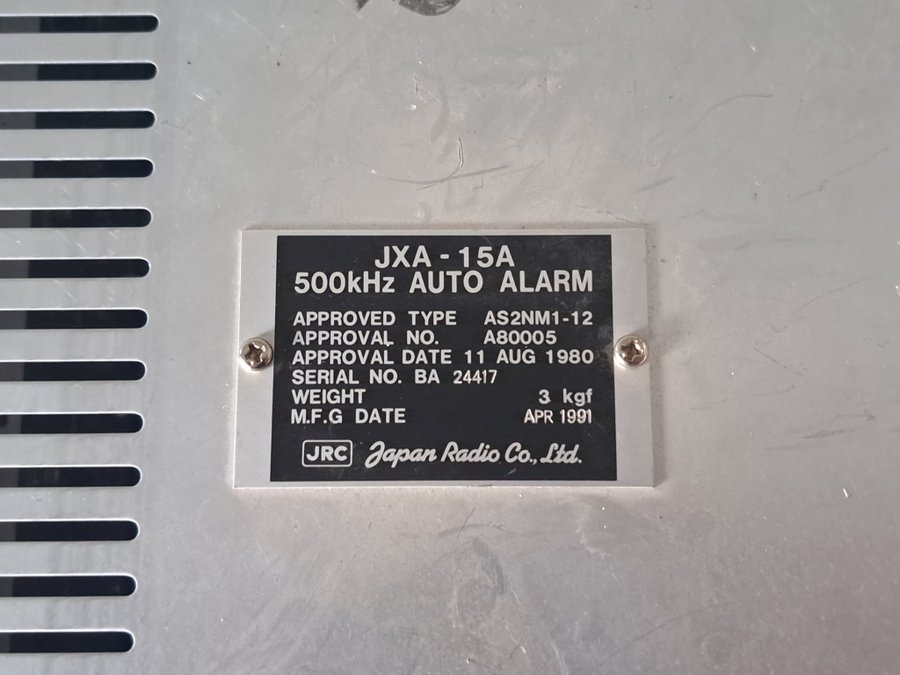 JXA - 15A
500kHz AUTO ALARM
APPROVED TYPE AS2NM1-12
APPROVAL NO. A80005
APPROVAL DATE 11 AUG 1980
SERIAL NO. BA 24417
WEIGHT 3 kgf
M.F.G DATE APR 1991
JRC Japan Radio Co., Ltd.